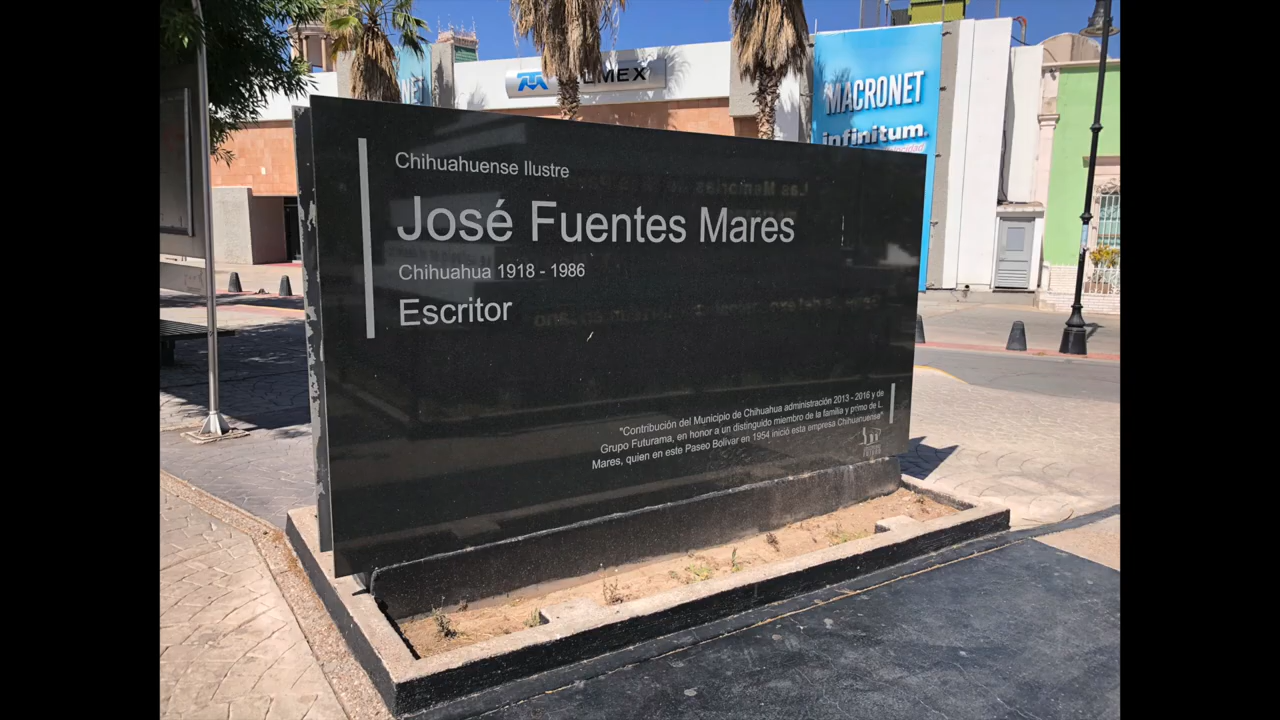 MACRONET
infinitum.
Chihuahuense Ilustre
José Fuentes Mares
Chihuahua 1918 - 1986
Escritor
"Contribución del Municipio de Chihuahua administración 2013 - 2016 y de
Grupo Futurama, en honor a un distinguido miembro de la familia y primo de L.
Mares, quien en este Paseo Bolívar en 1954 inició esta empresa Chihuahuense"